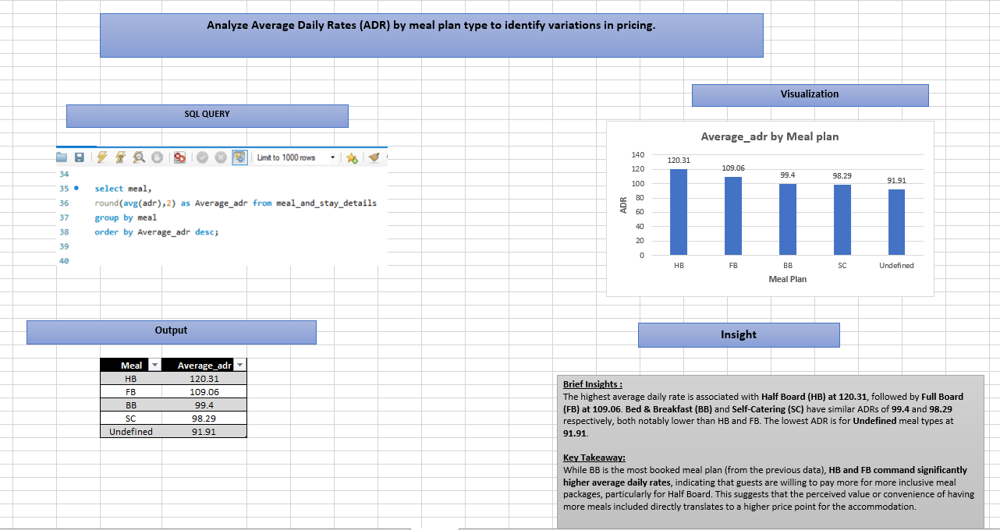 Analyze Average Daily Rates (ADR) by meal plan type to identify variations in pricing.
SQL QUERY
Limit to 1000 rows
34
35 select meal,
36 round(avg(adr),2) as Average_adr from meal_and_stay_details
37 group by meal
38 order by Average_adr desc;
39
40
Visualization
Average_adr by Meal plan
ADR
140
120
100
80
60
40
20
0
120.31
109.06
99.4
98.29
91.91
HB FB BB SC Undefined
Meal Plan
Output
Meal Average_adr
HB 120.31
FB 109.06
BB 99.4
SC 98.29
Undefined 91.91
Insight
Brief Insights :
The highest average daily rate is associated with Half Board (HB) at 120.31, followed by Full Board
(FB) at 109.06. Bed & Breakfast (BB) and Self-Catering (SC) have similar ADRs of 99.4 and 98.29
respectively, both notably lower than HB and FB. The lowest ADR is for Undefined meal types at
91.91.
Key Takeaway:
While BB is the most booked meal plan (from the previous data), HB and FB command significantly
higher average daily rates, indicating that guests are willing to pay more for more inclusive meal
packages, particularly for Half Board. This suggests that the perceived value or convenience of having
more meals included directly translates to a higher price point for the accommodation.